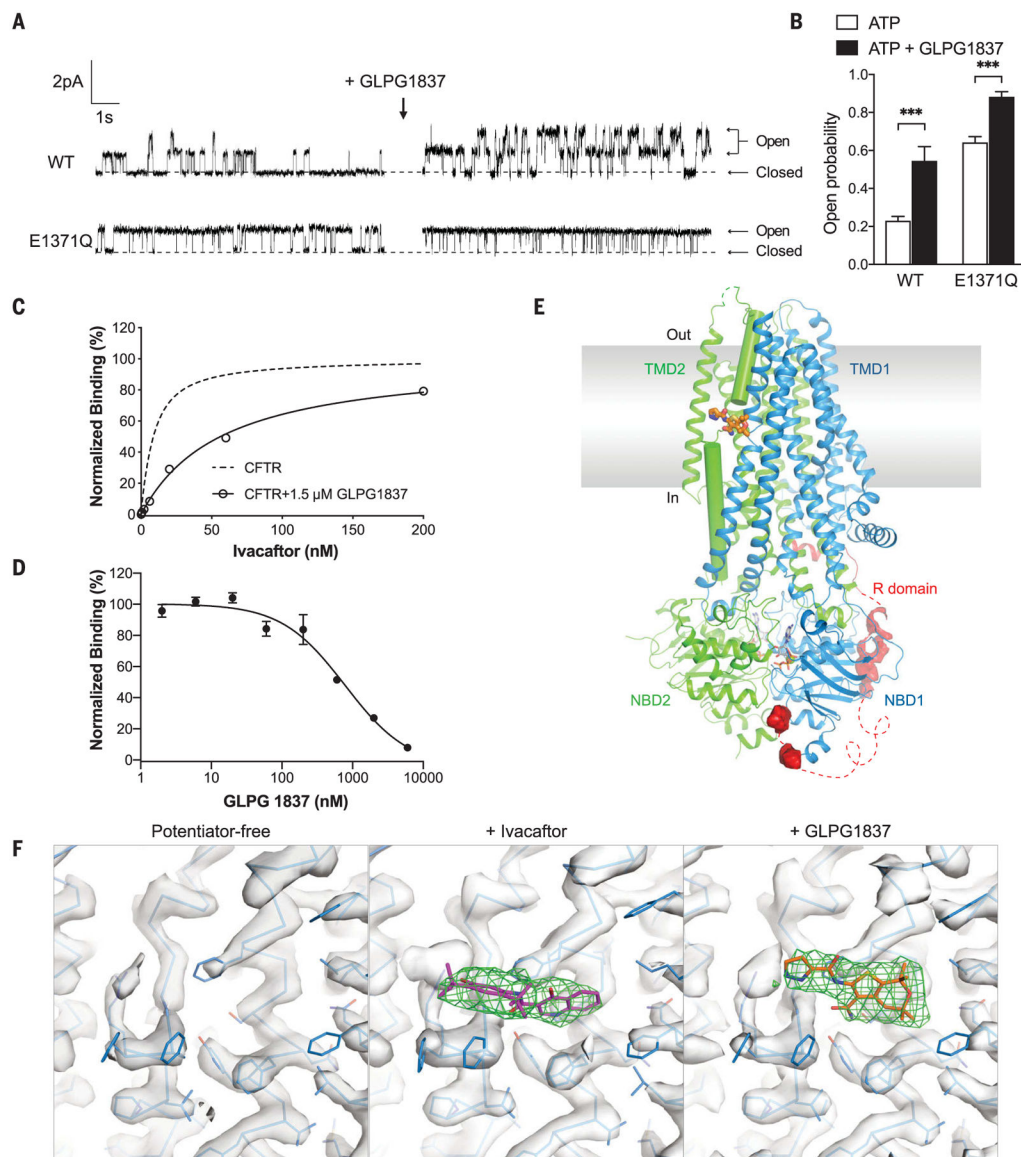 A
2pA
1s
+ GLPG1837
WT
Open
Closed
E1371Q
Open
Closed
B
ATP
ATP + GLPG1837
***
***
Open probability
1.0
0.8
0.6
0.4
0.2
0.0
WT E1371Q
C
Normalized Binding (%)
120
100
80
60
40
20
0
CFTR
CFTR+1.5 µM GLPG1837
0 50 100 150 200
Ivacaftor (nM)
D
Normalized Binding (%)
120
100
80
60
40
20
0
1 10 100 1000 10000
GLPG 1837 (nM)
E
Out
TMD2 TMD1
In
R domain
NBD2 NBD1
F
Potentiator-free + Ivacaftor + GLPG1837